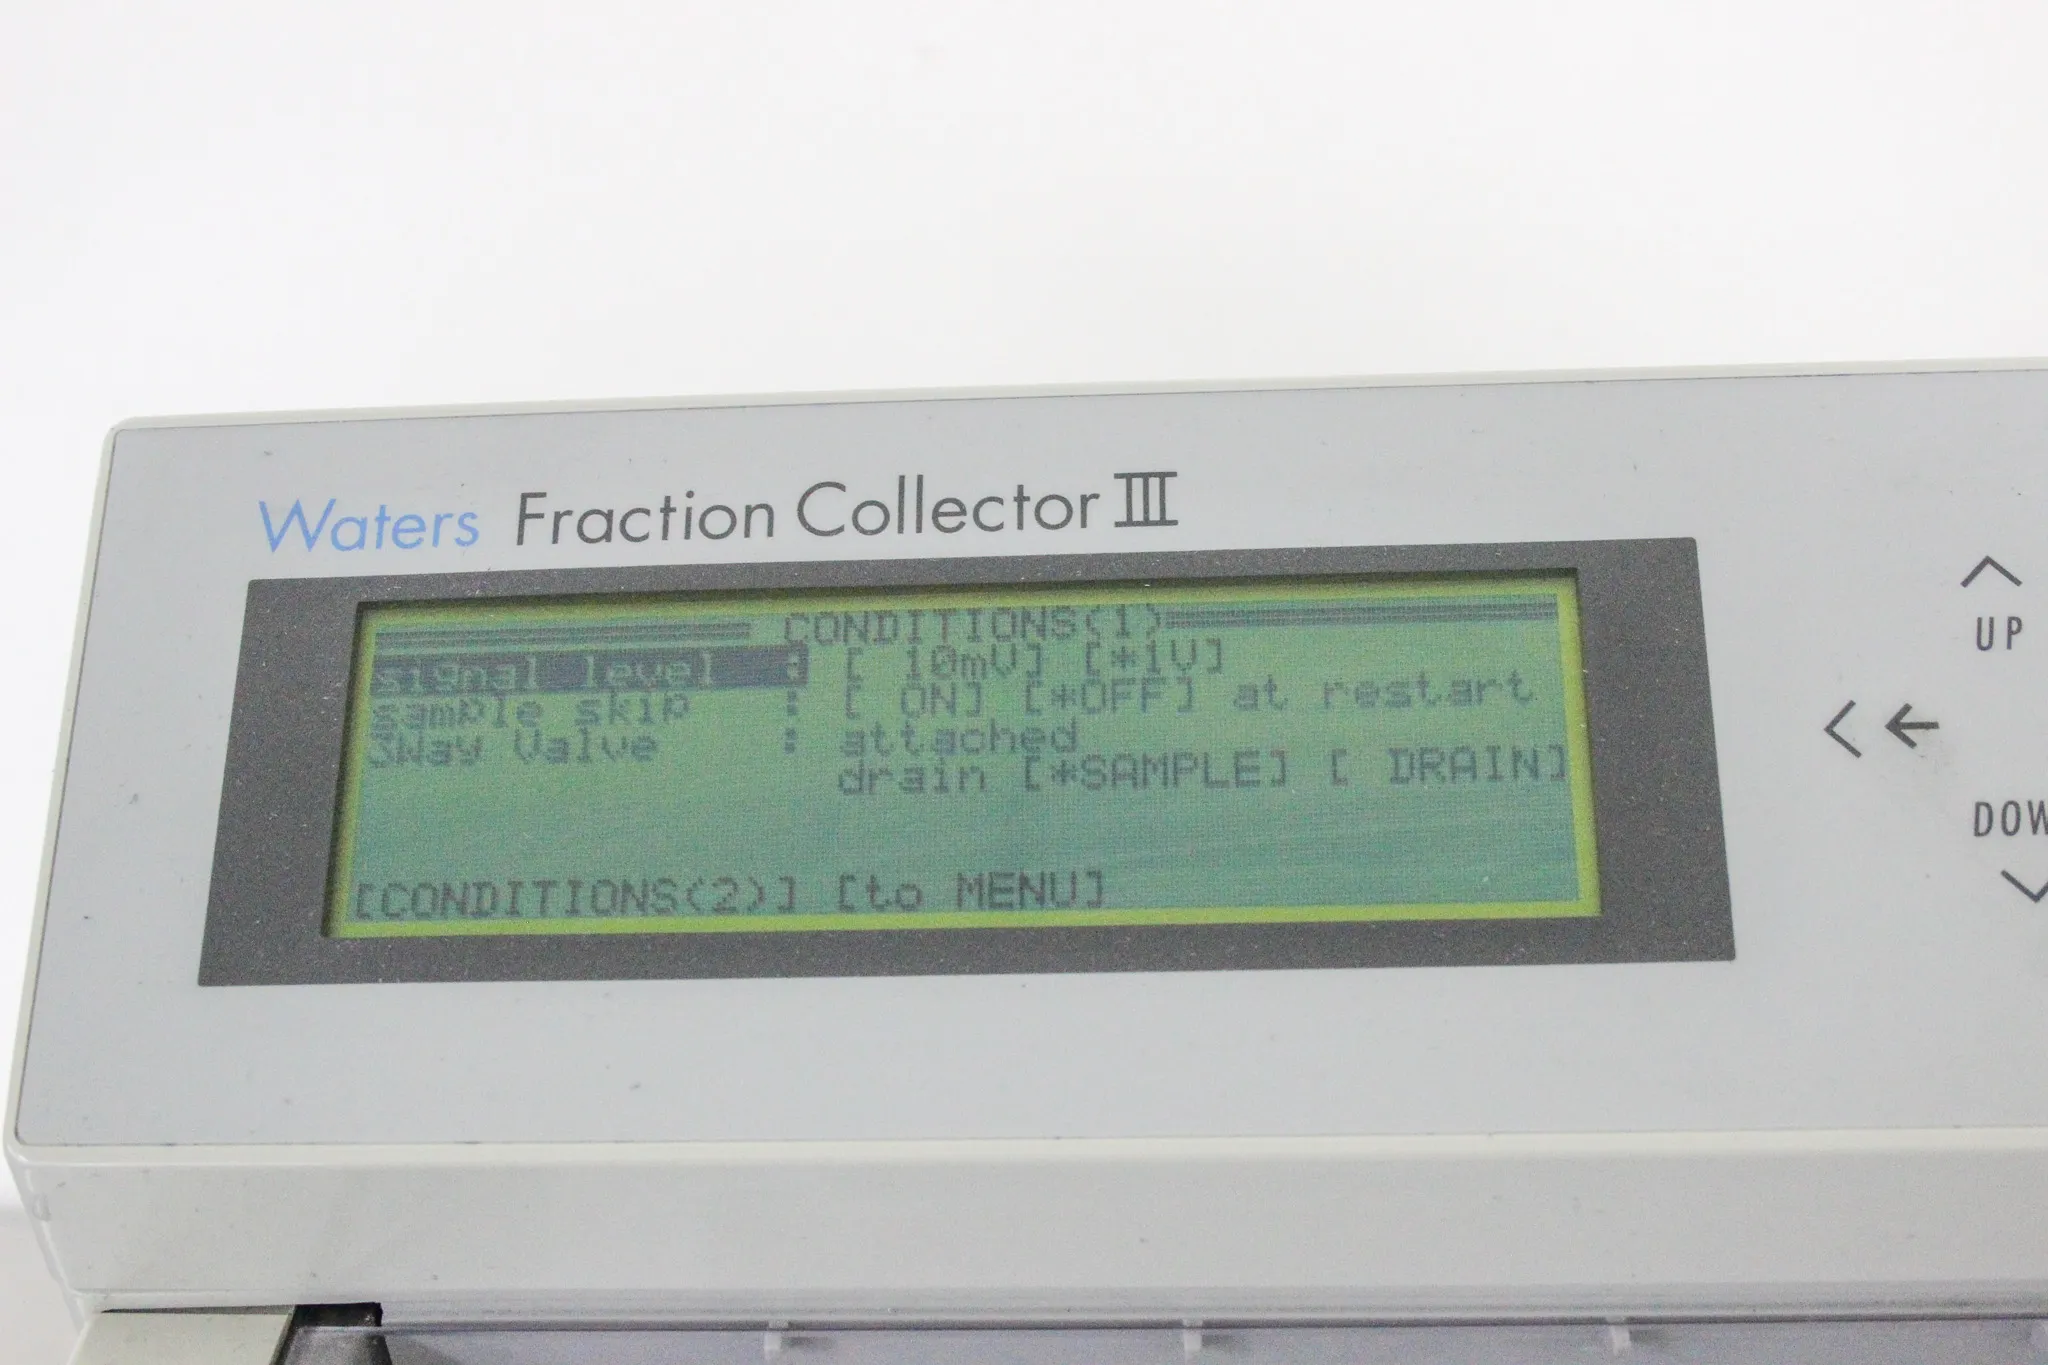 Waters Fraction Collector III
CONDITIONS(1)
signal level : [ 10mV] [*1V]
sample skip : [ ON] [*OFF] at restart
3Way Valve : attached
drain [*SAMPLE] [ DRAIN]
[CONDITIONS(2)] [to MENU]
UP
DOW